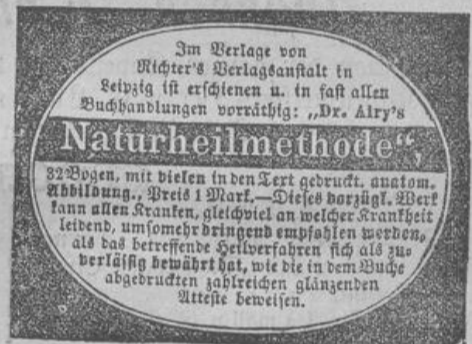 Im Verlage von
Richter's Verlagsanstalt in
Leipzig ist erschienen u. in fast allen
Buchhandlungen vorräthig: „Dr. Airy's
Naturheilmethode“,
32 Bogen, mit vielen in den Text gedruckt. anatom.
Abbildung., Preis 1 Mark.—Dieses vorzügl. Werk
kann allen Kranken, gleichviel an welcher Krankheit
leidend, umsomehr dringend empfohlen werden,
als das betreffende Heilverfahren sich als zu-
verlässig bewährt hat, wie die in dem Buche
abgedruckten zahlreichen glänzenden
Atteste beweisen.